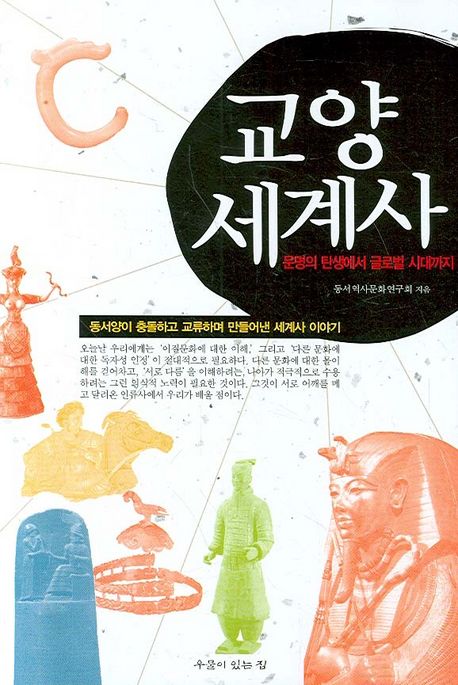 교양
세계사
문명의 탄생에서 글로벌 시대까지
동서역사문화연구회 지음
동서양이 충돌하고 교류하며 만들어낸 세계사 이야기
오늘날 우리에게는 '이질문화에 대한 이해,' 그리고 '다른 문화에
대한 독자성 인정' 이 절대적으로 필요하다. 다른 문화에 대한 몰이
해를 걷어차고, '서로 다름' 을 이해하려는, 나아가 적극적으로 수용
하려는 그런 의식적 노력이 필요한 것이다. 그것이 서로 어깨를 메
고 달려온 인류사에서 우리가 배울 점이다.
우물이 있는 집